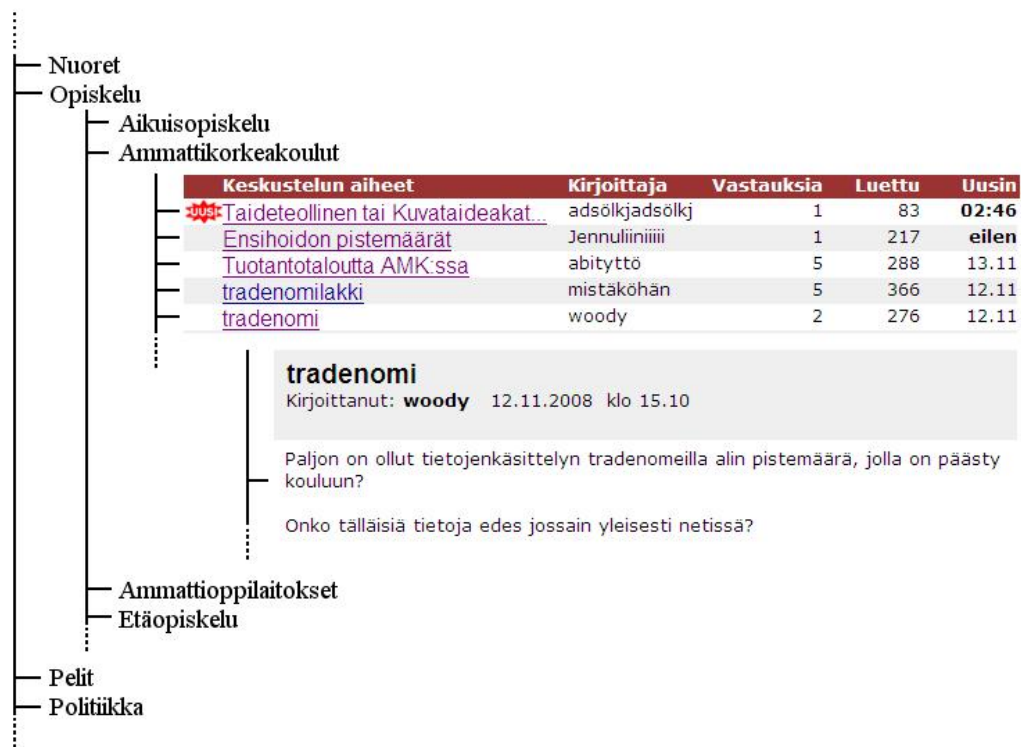 Nuoret
Opiskelu
Aikuisopiskelu
Ammattikorkeakoulut
Keskustelun aiheet Kirjoittaja Vastauksia Luettu Uusin
UUSI Taideteollinen tai Kuvataideakat... adsölkjadsölkj 1 83 02:46
Ensihoidon pistemäärät Jennuliiniiiii 1 217 eilen
Tuotantotaloutta AMK:ssa abityttö 5 288 13.11
tradenomilakki mistäköhän 5 366 12.11
tradenomi woody 2 276 12.11
tradenomi
Kirjoittanut: woody 12.11.2008 klo 15.10
Paljon on ollut tietojenkäsittelyn tradenomeilla alin pistemäärä, jolla on päästy
kouluun?
Onko tälläisiä tietoja edes jossain yleisesti netissä?
Ammattioppilaitokset
Etäopiskelu
Pelit
Politiikka